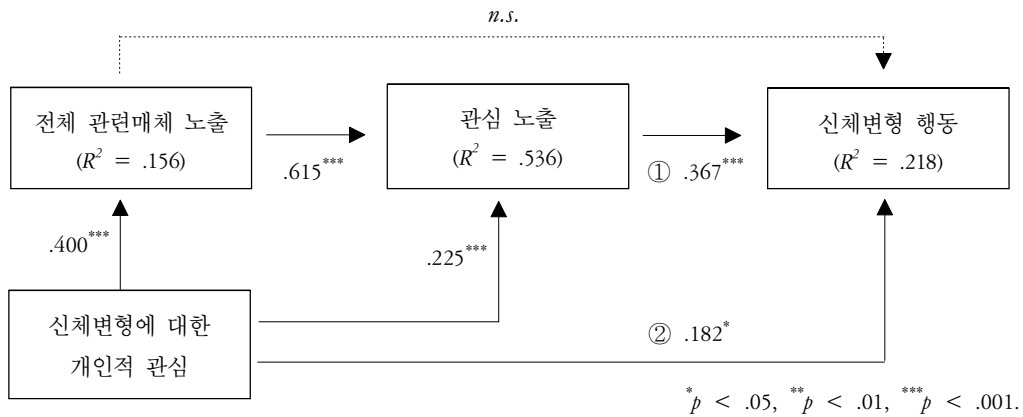 n.s.
전체 관련매체 노출
(R² = .156)
관심 노출
(R² = .536)
신체변형 행동
(R² = .218)
.615***
① .367***
.400***
.225***
신체변형에 대한
개인적 관심
② .182*
*p < .05, **p < .01, ***p < .001.